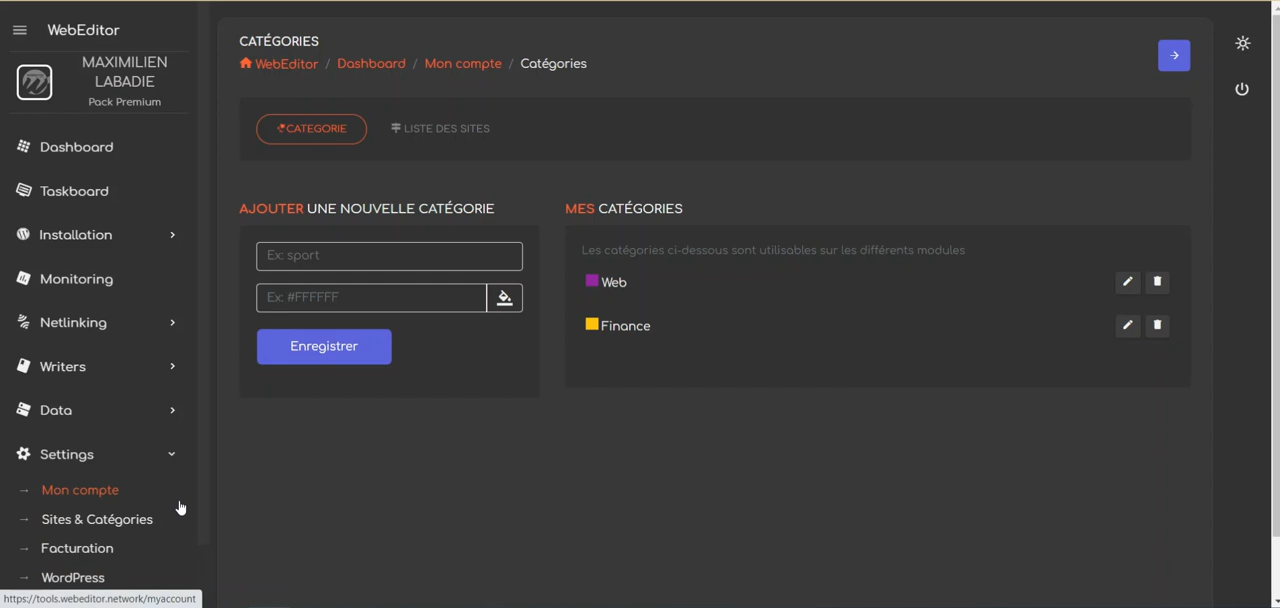 WebEditor
MAXIMILIEN
LABADIE
Pack Premium
Dashboard
Taskboard
Installation
Monitoring
Netlinking
Writers
Data
Settings
→ Mon compte
→ Sites & Catégories
→ Facturation
→ WordPress
https://tools.webeditor.network/myaccount
CATÉGORIES
WebEditor / Dashboard / Mon compte / Catégories
CATEGORIE LISTE DES SITES
AJOUTER UNE NOUVELLE CATÉGORIE
Ex: sport
Ex: #FFFFFF
Enregistrer
MES CATÉGORIES
Les catégories ci-dessous sont utilisables sur les différents modules
Web
Finance